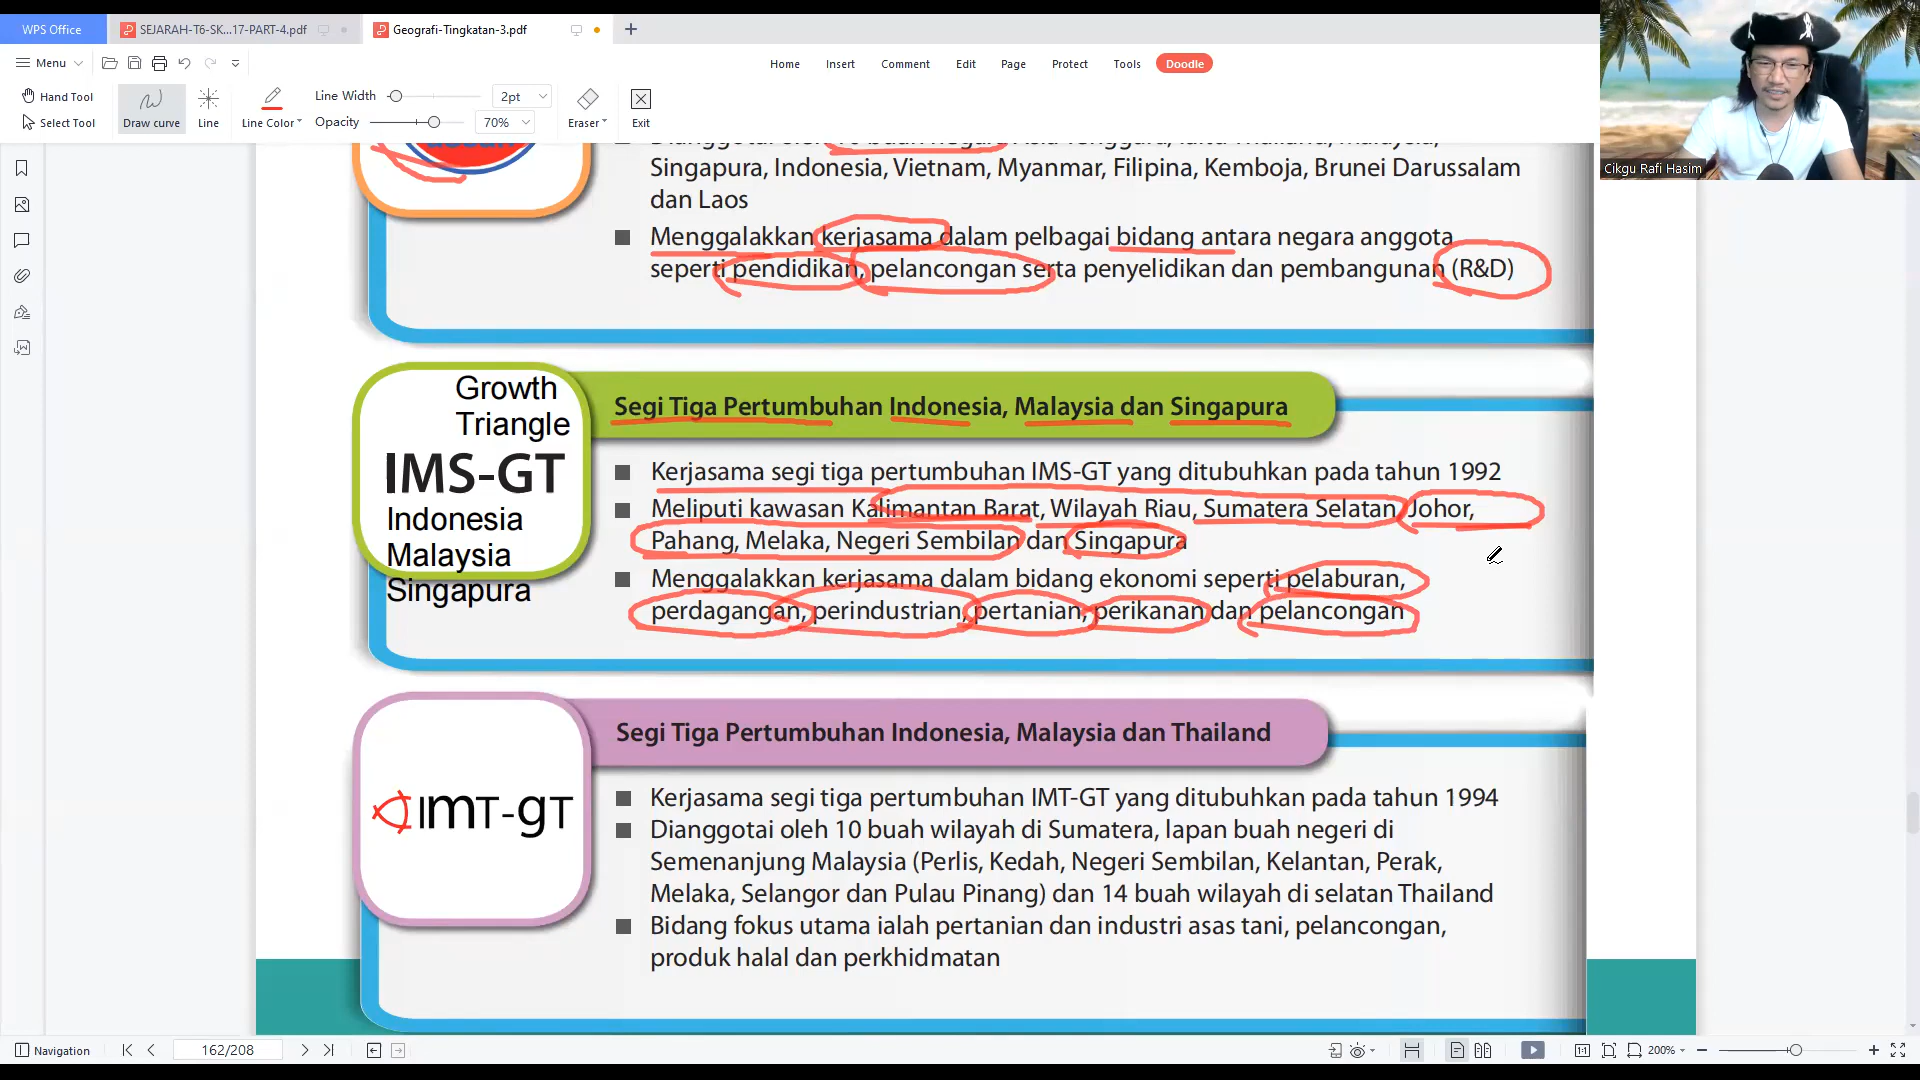 WPS Office
SEJARAH-T6-SK...17-PART-4.pdf
Geografi-Tingkatan-3.pdf
Menu
Home
Insert
Comment
Edit
Page
Protect
Tools
Doodle
Hand Tool
Select Tool
Draw curve
Line
Line Color
Line Width
2pt
Opacity
70%
Eraser
Exit
Cikgu Rafi Hasim
Singapura, Indonesia, Vietnam, Myanmar, Filipina, Kemboja, Brunei Darussalam
dan Laos
Menggalakkan kerjasama dalam pelbagai bidang antara negara anggota
seperti pendidikan, pelancongan serta penyelidikan dan pembangunan (R&D)
Growth
Triangle
IMS-GT
Indonesia
Malaysia
Singapura
Segi Tiga Pertumbuhan Indonesia, Malaysia dan Singapura
Kerjasama segi tiga pertumbuhan IMS-GT yang ditubuhkan pada tahun 1992
Meliputi kawasan Kalimantan Barat, Wilayah Riau, Sumatera Selatan, Johor,
Pahang, Melaka, Negeri Sembilan dan Singapura
Menggalakkan kerjasama dalam bidang ekonomi seperti pelaburan,
perdagangan, perindustrian, pertanian, perikanan dan pelancongan
IMT-GT
Segi Tiga Pertumbuhan Indonesia, Malaysia dan Thailand
Kerjasama segi tiga pertumbuhan IMT-GT yang ditubuhkan pada tahun 1994
Dianggotai oleh 10 buah wilayah di Sumatera, lapan buah negeri di
Semenanjung Malaysia (Perlis, Kedah, Negeri Sembilan, Kelantan, Perak,
Melaka, Selangor dan Pulau Pinang) dan 14 buah wilayah di selatan Thailand
Bidang fokus utama ialah pertanian dan industri asas tani, pelancongan,
produk halal dan perkhidmatan
Navigation
162/208
200%